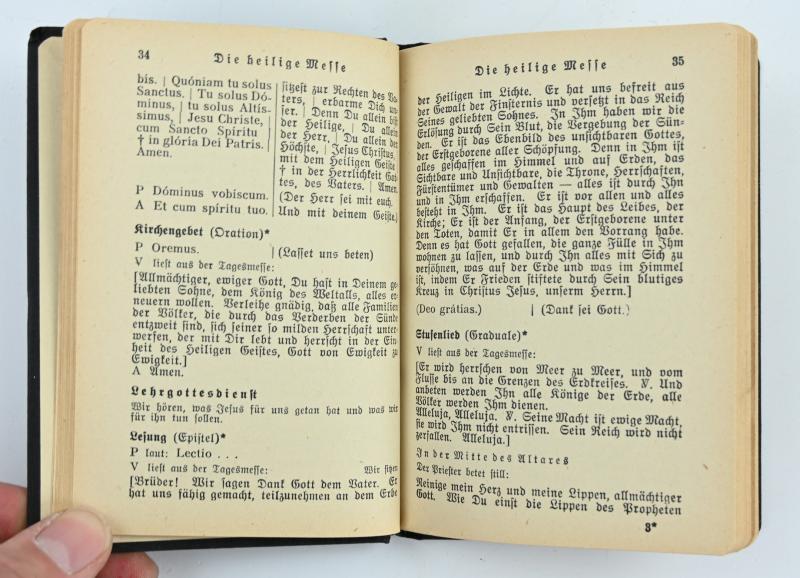 34 Die heilige Messe
bis. | Quóniam tu solus
Sanctus. | Tu solus Dó-
minus, | tu solus Altís-
simus, | Jesu Christe, |
cum Sancto Spíritu |
† in glória Dei Patris.
Amen.
P Dóminus vobíscum.
A Et cum spíritu tuo.
sitzest zur Rechten des Va-
ters, | erbarme Dich un-
ser. | Denn Du allein bist
der Heilige, | Du allein
der Herr, | Du allein der
Höchste, | Jesus Christus,
mit dem Heiligen Geiste
† in der Herrlichkeit Got-
tes, des Vaters. | Amen.
(Der Herr sei mit euch.
Und mit deinem Geiste.)
Kirchengebet (Oration)*
P Oremus. | (Lasset uns beten)
V liest aus der Tagesmesse:
[Allmächtiger, ewiger Gott, Du hast in Deinem ge-
liebten Sohne, dem König des Weltalls, alles er-
neuern wollen. Verleihe gnädig, daß alle Familien
der Völker, die durch das Verderben der Sünde
entzweit sind, sich seiner so milden Herrschaft unter-
werfen, der mit Dir lebt und herrscht in der Ein-
heit des Heiligen Geistes, Gott von Ewigkeit zu
Ewigkeit.]
A Amen.
Lehrgottesdienst
Wir hören, was Jesus für uns getan hat und was wir
für ihn tun sollen.
Lesung (Epistel)*
P laut: Lectio . . .
V liest aus der Tagesmesse: Wir sitzen
[Brüder! Wir sagen Dank Gott dem Vater. Er
hat uns fähig gemacht, teilzunehmen an dem Erbe
Die heilige Messe 35
der Heiligen im Lichte. Er hat uns befreit aus
der Gewalt der Finsternis und versetzt in das Reich
Seines geliebten Sohnes. In Ihm haben wir die
Erlösung durch Sein Blut, die Vergebung der Sün-
den. Er ist das Ebenbild des unsichtbaren Gottes,
der Erstgeborene aller Schöpfung. Denn in Ihm ist
alles geschaffen im Himmel und auf Erden, das
Sichtbare und Unsichtbare, die Throne, Herrschaften,
Fürstentümer und Gewalten — alles ist durch Ihn
und in Ihm erschaffen. Er ist vor allen und alles
besteht in Ihm. Er ist das Haupt des Leibes, der
Kirche; Er ist der Anfang, der Erstgeborene unter
den Toten, damit Er in allem den Vorrang habe.
Denn es hat Gott gefallen, die ganze Fülle in Ihm
wohnen zu lassen, und durch Ihn alles mit Sich zu
versöhnen, was auf der Erde und was im Himmel
ist, indem Er Frieden stiftete durch Sein blutiges
Kreuz in Christus Jesus, unserm Herrn.]
(Deo grátias.) | (Dank sei Gott.)
Stufenlied (Graduale)*
V liest aus der Tagesmesse:
[Er wird herrschen von Meer zu Meer, und vom
Flusse bis an die Grenzen des Erdkreises. ℣. Und
anbeten werden Ihn alle Könige der Erde, alle
Völker werden Ihm dienen.
Alleluja, Alleluja. ℣. Seine Macht ist ewige Macht,
sie wird Ihm nicht entrissen. Sein Reich wird nicht
zerfallen. Alleluja.]
In der Mitte des Altares
Der Priester betet still:
Reinige mein Herz und meine Lippen, allmächtiger
Gott. Wie Du einst die Lippen des Propheten
3*